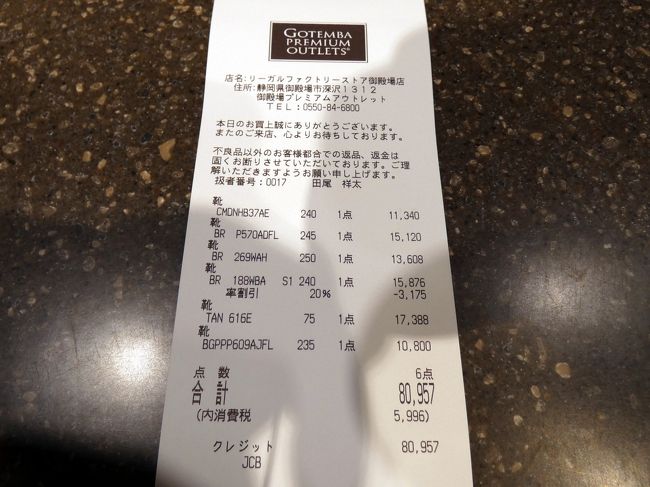 GOTEMBA
PREMIUM
OUTLETS®
店名:リーガルファクトリーストア御殿場店
住所:静岡県御殿場市深沢1312
御殿場プレミアムアウトレット
TEL:0550-84-6800
本日のお買上誠にありがとうございます。
またのご来店、心よりお待ちしております。
不良品以外のお客様都合での返品、返金は
固くお断りさせていただいております。ご理
解いただきますようお願い申し上げます。
扱者番号:0017 田尾 祥太
靴
CMDNHB37AE 240 1点 11,340
靴
BR P570ADFL 245 1点 15,120
靴
BR 269WAH 250 1点 13,608
靴
BR 188WBA S1 240 1点 15,876
率割引 20% -3,175
靴
TAN 616E 75 1点 17,388
靴
BGPPP609AJFL 235 1点 10,800
点 数 6点
合 計 80,957
(内消費税 5,996)
クレジット 80,957
JCB